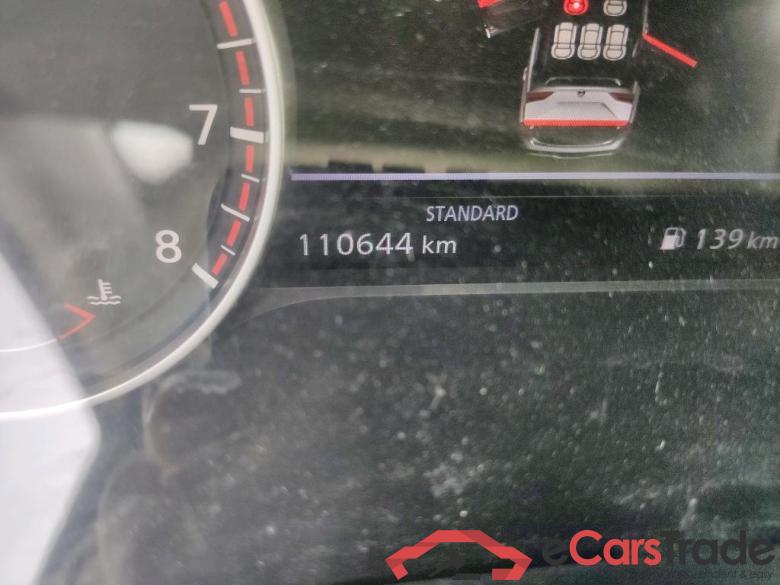 7
STANDARD
8
110644 km
139 km
eCarsTrade